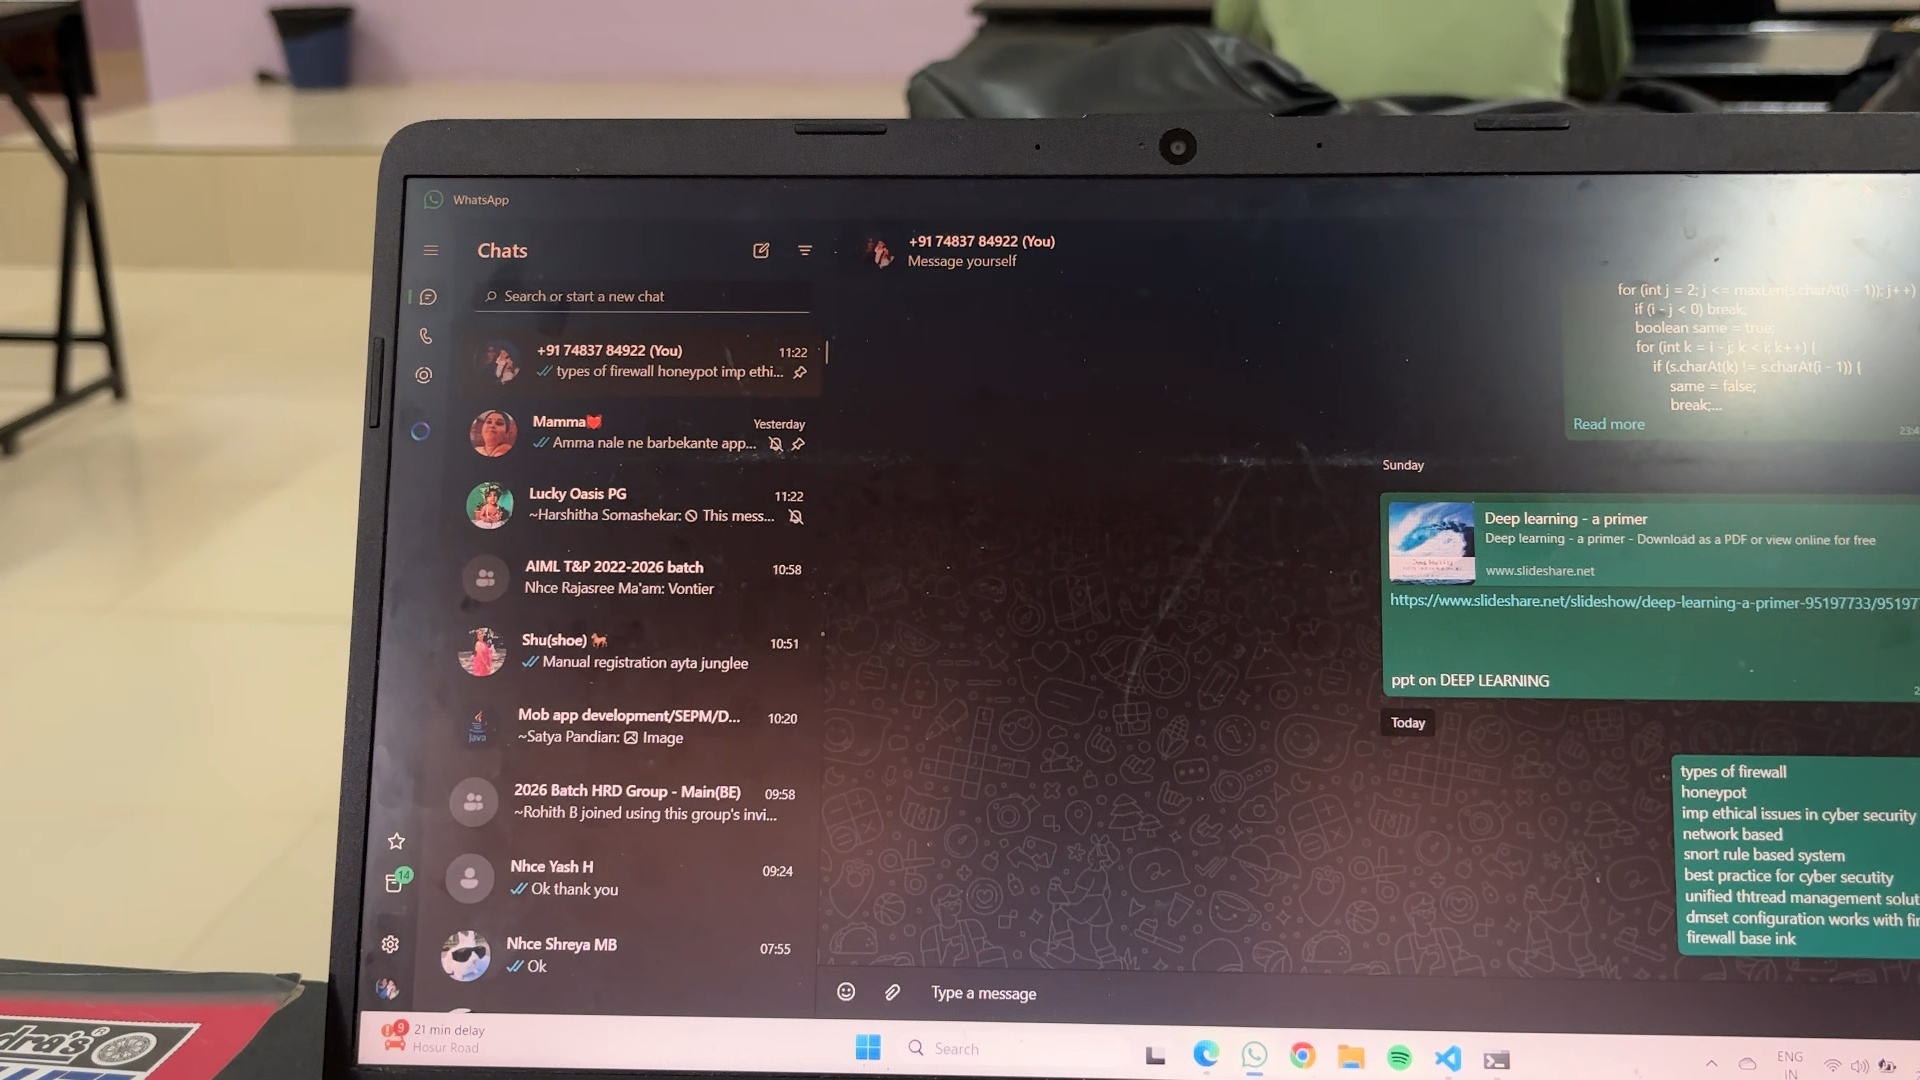 WhatsApp
Chats
Search or start a new chat
+91 74837 84922 (You)
11:22
types of firewall honeypot imp ethi...
Mamma
Yesterday
Amma nale ne barbekante app...
Lucky Oasis PG
11:22
~Harshitha Somashekar: This mess...
AIML T&P 2022-2026 batch
10:58
Nhce Rajasree Ma'am: Vontier
Shu(shoe)
10:51
Manual registration ayta junglee
Java
Mob app development/SEPM/D...
10:20
~Satya Pandian: Image
2026 Batch HRD Group - Main(BE)
09:58
~Rohith B joined using this group's invi...
Nhce Yash H
09:24
Ok thank you
Nhce Shreya MB
07:55
Ok
14
+91 74837 84922 (You)
Message yourself
for (int j = 2; j <= maxLen(s.charAt(i - 1)); j++)
if (i - j < 0) break;
boolean same = true;
for (int k = i - j; k < i; k++) {
if (s.charAt(k) != s.charAt(i - 1)) {
same = false;
break;...
Read more
Sunday
Deep learning - a primer
Deep learning - a primer - Download as a PDF or view online for free
www.slideshare.net
https://www.slideshare.net/slideshow/deep-learning-a-primer-95197733/95197
ppt on DEEP LEARNING
Today
types of firewall
honeypot
imp ethical issues in cyber security
network based
snort rule based system
best practice for cyber secutity
unified thtread management solut
dmset configuration works with fir
firewall base ink
Type a message
9
21 min delay
Hosur Road
Search
ENG
IN